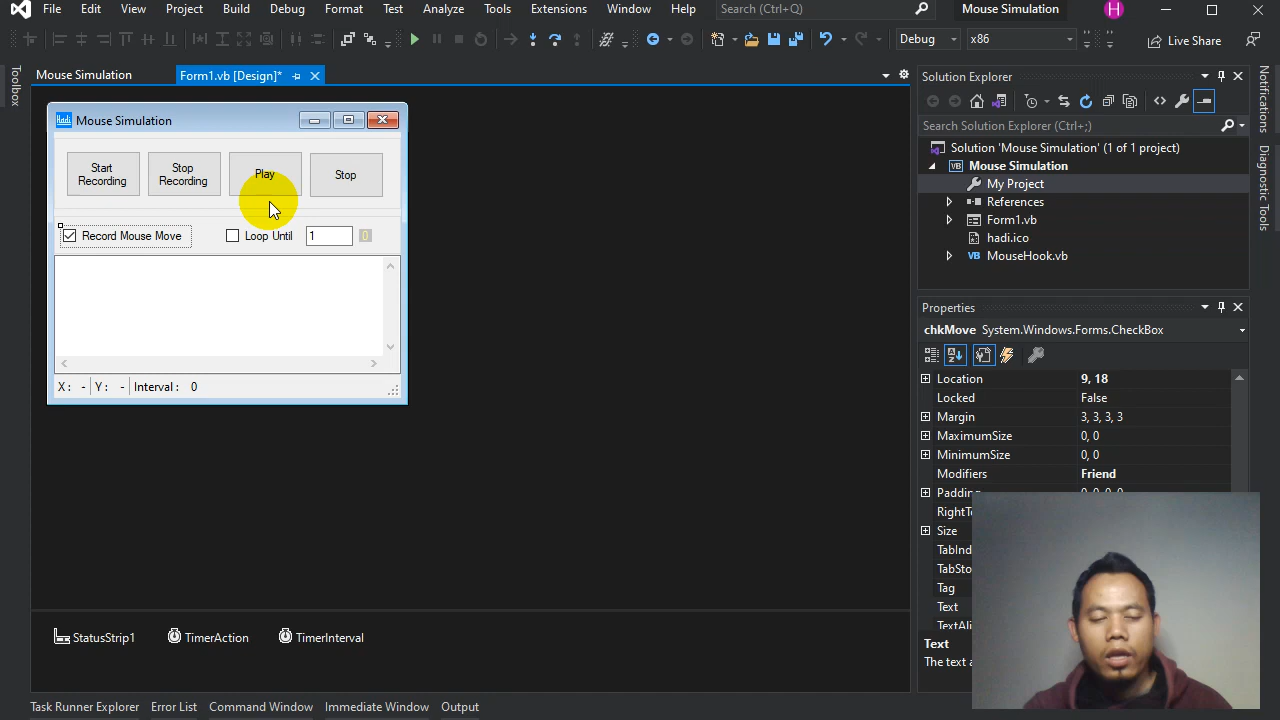 File Edit View Project Build Debug Format Test Analyze Tools Extensions Window Help Search (Ctrl+Q) Mouse Simulation H
Debug x86 Live Share
Toolbox
Mouse Simulation Form1.vb [Design]*
Hadi Mouse Simulation
Start Recording
Stop Recording
Play
Stop
Record Mouse Move Loop Until 1 0
X: - Y: - Interval: 0
StatusStrip1 TimerAction TimerInterval
Solution Explorer
Search Solution Explorer (Ctrl+;)
Solution 'Mouse Simulation' (1 of 1 project)
VB Mouse Simulation
My Project
References
Form1.vb
hadi.ico
VB MouseHook.vb
Properties
chkMove System.Windows.Forms.CheckBox
Location 9, 18
Locked False
Margin 3, 3, 3, 3
MaximumSize 0, 0
MinimumSize 0, 0
Modifiers Friend
Size
Tag
Text
Text
Notifications
Diagnostic Tools
Task Runner Explorer Error List Command Window Immediate Window Output